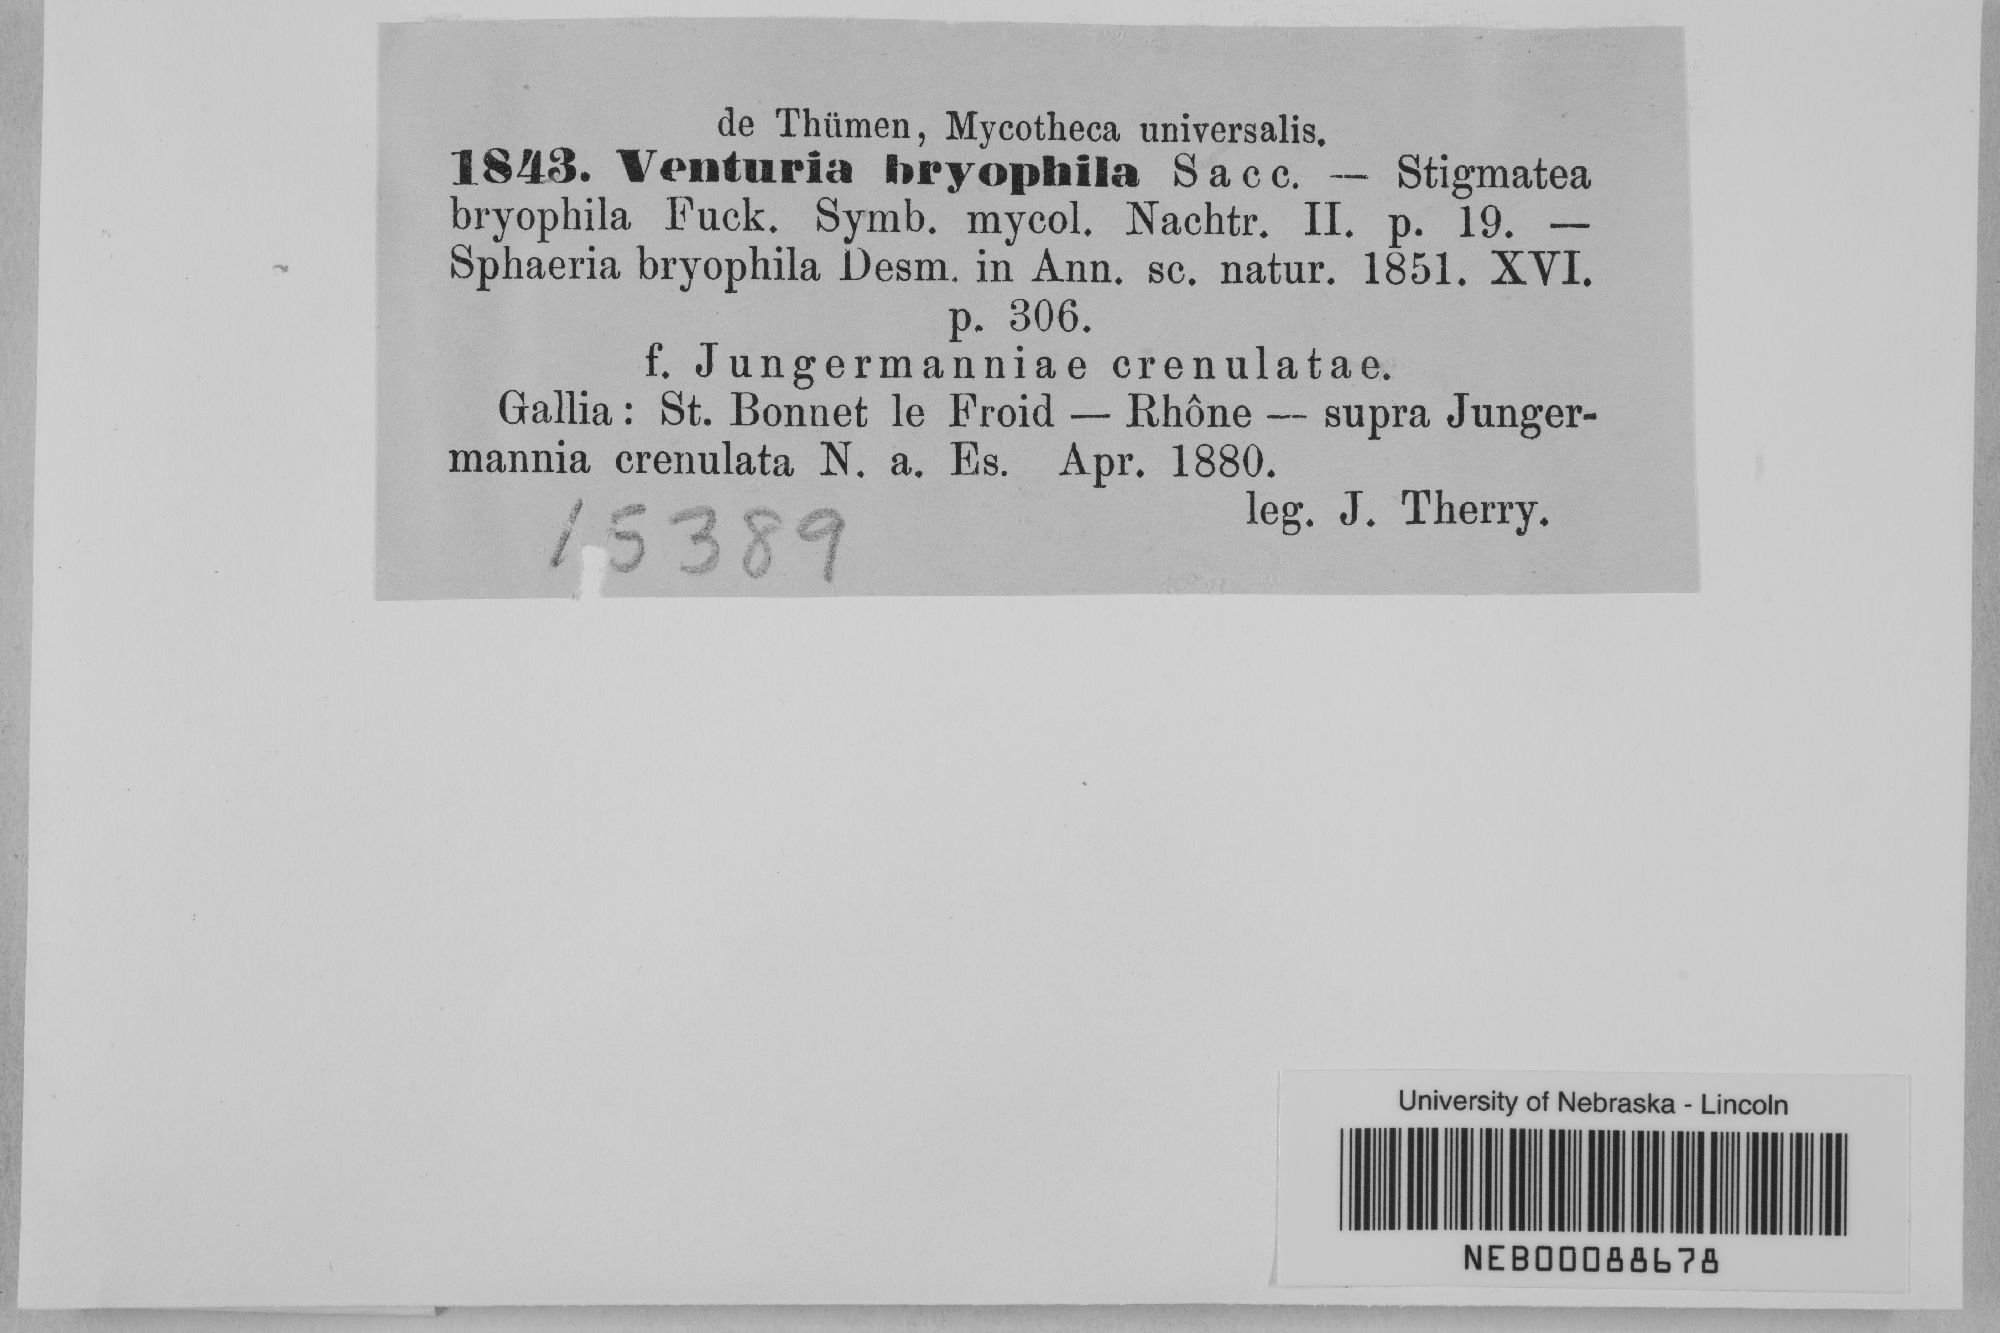 de Thümen, Mycotheca universalis.
1843. Venturia bryophila Sacc. — Stigmatea
bryophila Fuck. Symb. mycol. Nachtr. II. p. 19. —
Sphaeria bryophila Desm. in Ann. sc. natur. 1851. XVI.
p. 306.
f. Jungermanniae crenulatae.
Gallia: St. Bonnet le Froid — Rhône — supra Junger-
mannia crenulata N. a. Es. Apr. 1880.
leg. J. Therry.
15389
University of Nebraska - Lincoln
NEB00088678